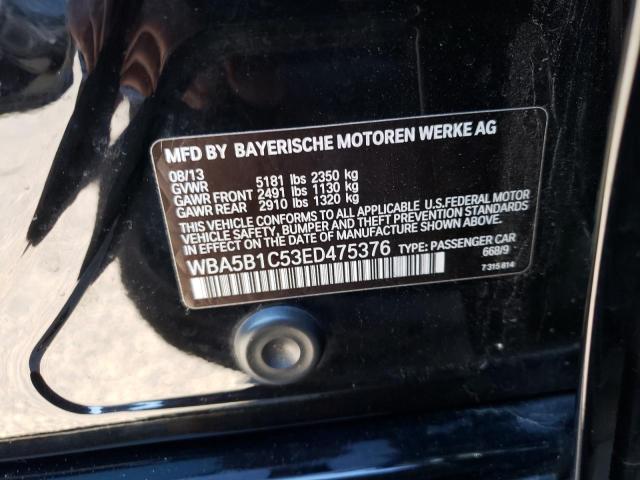 MFD BY BAYERISCHE MOTOREN WERKE AG
08/13
GVWR 5181 lbs 2350 kg
GAWR FRONT 2491 lbs 1130 kg
GAWR REAR 2910 lbs 1320 kg
THIS VEHICLE CONFORMS TO ALL APPLICABLE U.S.FEDERAL MOTOR
VEHICLE SAFETY, BUMPER AND THEFT PREVENTION STANDARDS
IN EFFECT ON THE DATE OF MANUFACTURE SHOWN ABOVE.
WBA5B1C53ED475376 TYPE: PASSENGER CAR
668/9
7 315 814